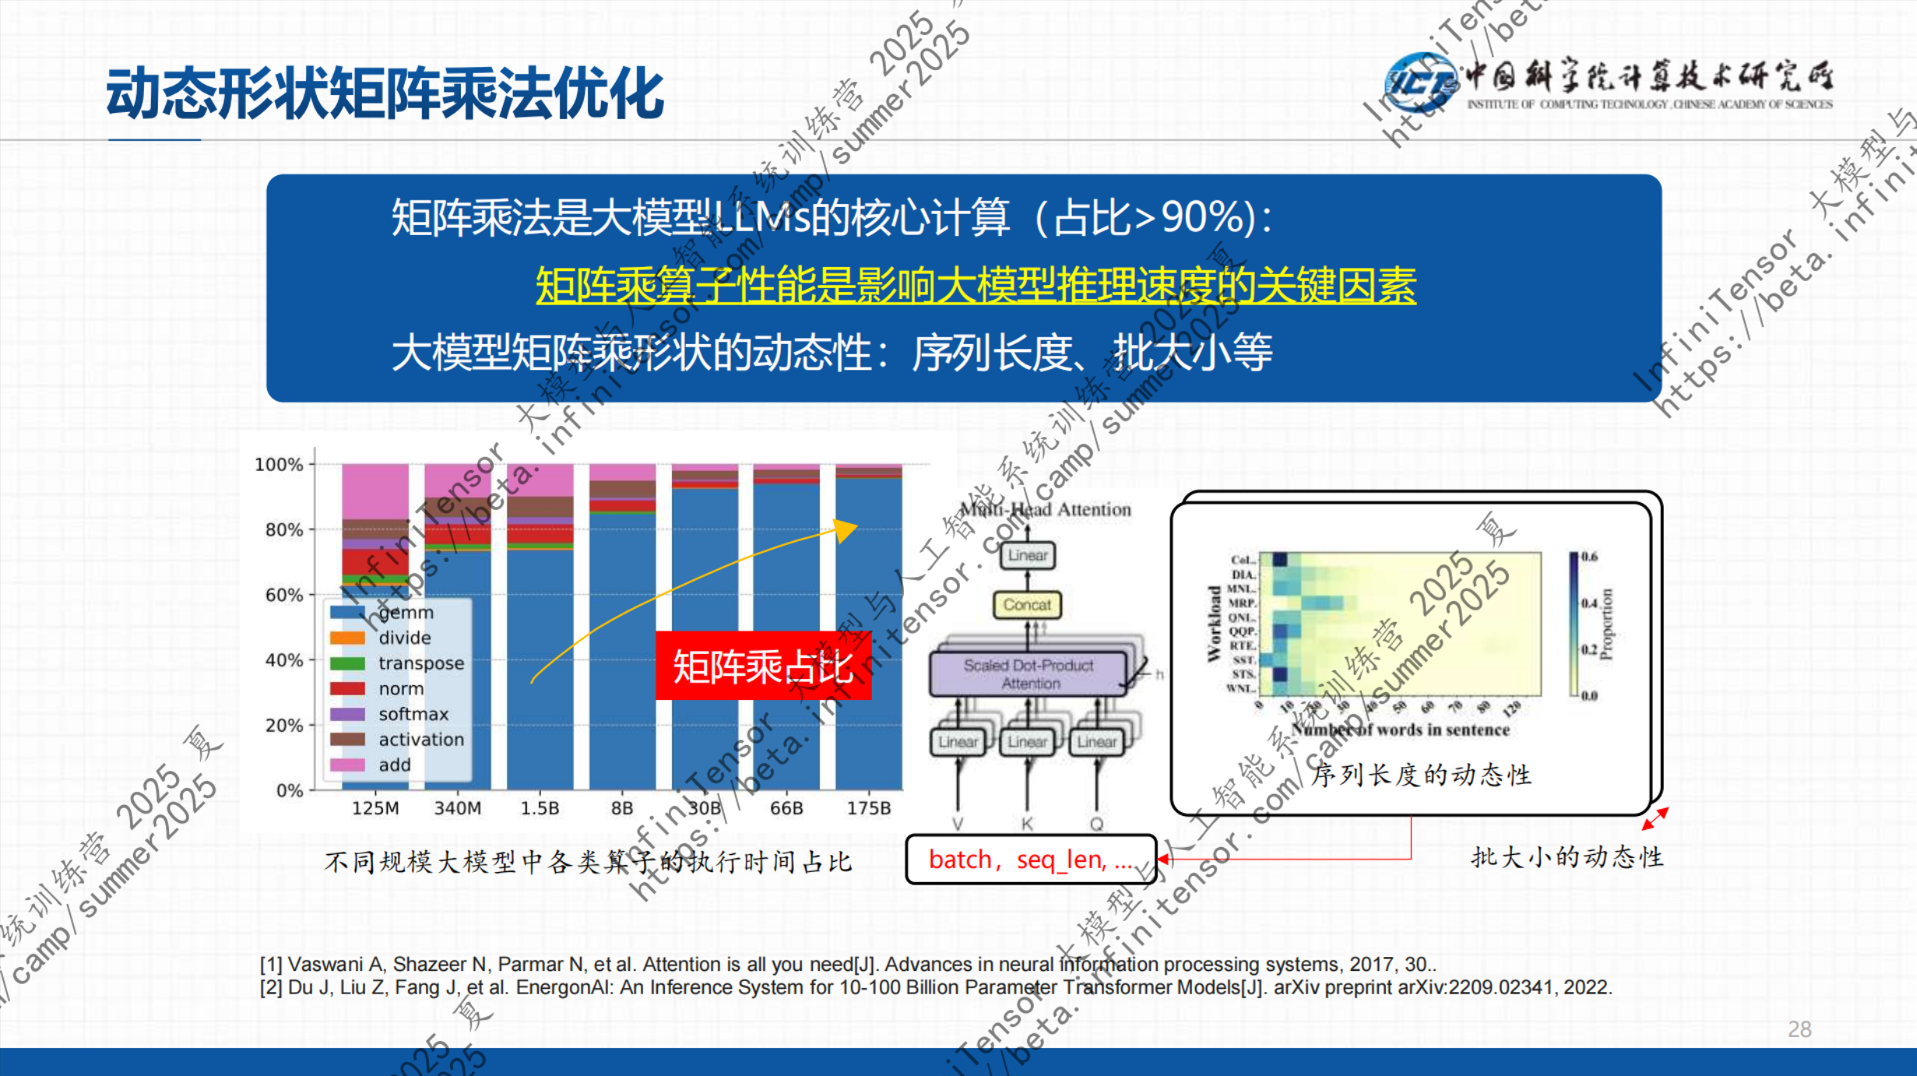 动态形状矩阵乘法优化
中国科学院计算技术研究所
INSTITUTE OF COMPUTING TECHNOLOGY, CHINESE ACADEMY OF SCIENCES
矩阵乘法是大模型LLMs的核心计算（占比>90%）：
矩阵乘算子性能是影响大模型推理速度的关键因素
大模型矩阵乘形状的动态性：序列长度、批大小等
100%
80%
60%
40%
20%
0%
gemm
divide
transpose
norm
softmax
activation
add
矩阵乘占比
125M 340M 1.5B 8B 30B 66B 175B
不同规模大模型中各类算子的执行时间占比
Multi-Head Attention
Linear
Concat
Scaled Dot-Product
Attention
h
Linear Linear Linear
V K Q
batch，seq_len, ...
Workload
CoL.
DIA.
MNL.
MRP.
QNL.
QQP.
RTE.
SST.
STS.
WNL.
0 10 20 30 40 50 60 70 80 120
Number of words in sentence
0.6
0.4
0.2
0.0
Proportion
序列长度的动态性
批大小的动态性
[1] Vaswani A, Shazeer N, Parmar N, et al. Attention is all you need[J]. Advances in neural information processing systems, 2017, 30..
[2] Du J, Liu Z, Fang J, et al. EnergonAI: An Inference System for 10-100 Billion Parameter Transformer Models[J]. arXiv preprint arXiv:2209.02341, 2022.
28
InfiniTensor 大模型与人工智能系统训练营 2025 夏
https://beta.infinitensor.com/camp/summer2025